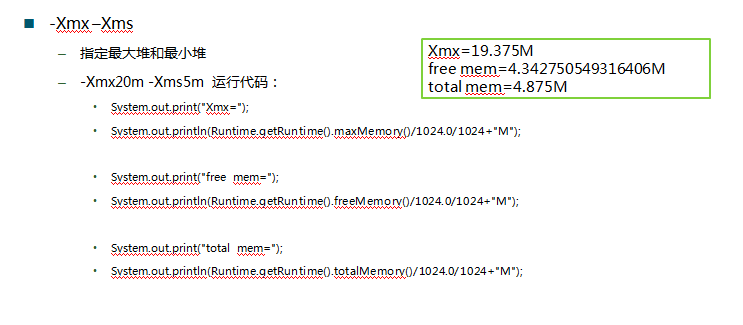 -Xmx –Xms
– 指定最大堆和最小堆
– -Xmx20m -Xms5m 运行代码：
• System.out.print("Xmx=");
• System.out.println(Runtime.getRuntime().maxMemory()/1024.0/1024+"M");
• System.out.print("free mem=");
• System.out.println(Runtime.getRuntime().freeMemory()/1024.0/1024+"M");
• System.out.print("total mem=");
• System.out.println(Runtime.getRuntime().totalMemory()/1024.0/1024+"M");
Xmx=19.375M
free mem=4.342750549316406M
total mem=4.875M